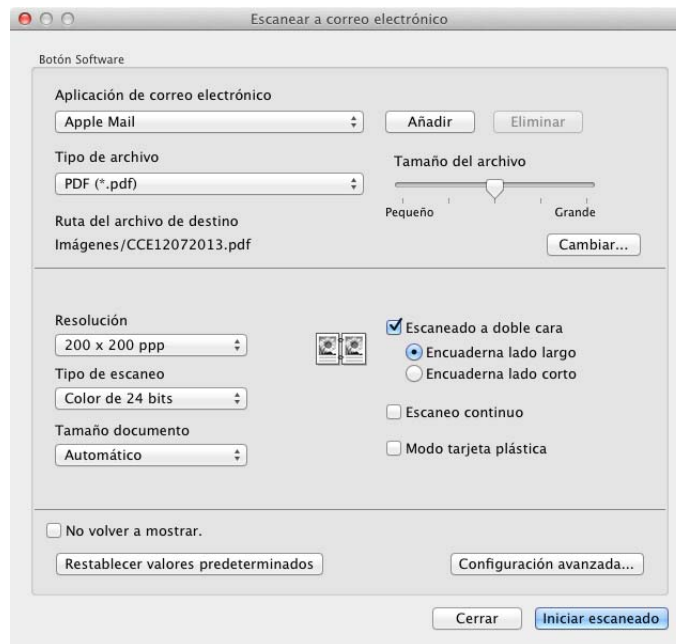 Escanear a correo electrónico
Botón Software
Aplicación de correo electrónico
Apple Mail
Añadir
Eliminar
Tipo de archivo
Tamaño del archivo
PDF (*.pdf)
Pequeño
Grande
Ruta del archivo de destino
Imágenes/CCE12072013.pdf
Cambiar...
Resolución
200 x 200 ppp
Escaneado a doble cara
Encuaderna lado largo
Tipo de escaneo
Encuaderna lado corto
Color de 24 bits
Escaneo continuo
Tamaño documento
Automático
Modo tarjeta plástica
No volver a mostrar.
Restablecer valores predeterminados
Configuración avanzada...
Cerrar
Iniciar escaneado